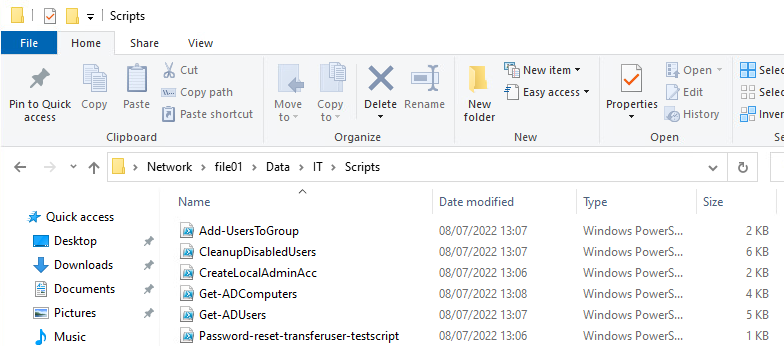 Scripts
File Home Share View
Pin to Quick access Copy Paste Cut Copy path Paste shortcut Move to Copy to Delete Rename New folder New item Easy access Properties Open Edit History Selec Selec Inver
Clipboard Organize New Open Se
Network file01 Data IT Scripts
Name Date modified Type Size
Quick access
Add-UsersToGroup 08/07/2022 13:07 Windows PowerS... 2 KB
Desktop
CleanupDisabledUsers 08/07/2022 13:07 Windows PowerS... 6 KB
Downloads
CreateLocalAdminAcc 08/07/2022 13:06 Windows PowerS... 2 KB
Documents
Get-ADComputers 08/07/2022 13:08 Windows PowerS... 4 KB
Pictures
Get-ADUsers 08/07/2022 13:07 Windows PowerS... 5 KB
Music
Password-reset-transferuser-testscript 08/07/2022 13:06 Windows PowerS... 1 KB